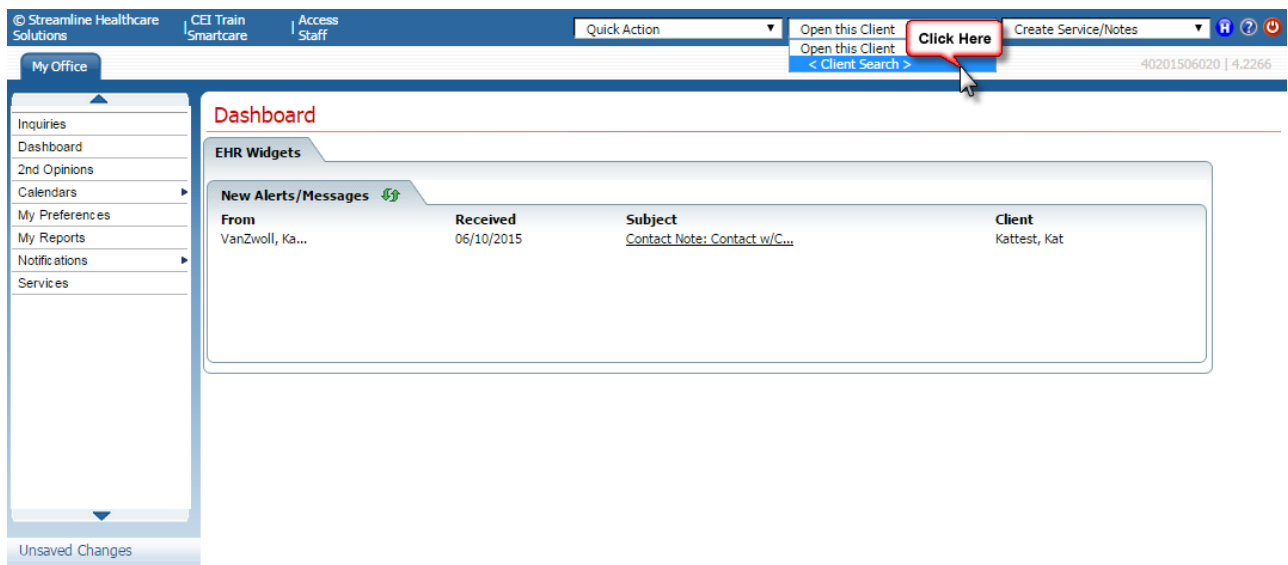 © Streamline Healthcare Solutions
CEI Train Smartcare
Access Staff
Quick Action
Open this Client
Click Here
Create Service/Notes
H ?
Open this Client
< Client Search >
My Office
40201506020 | 4.2266
Inquiries
Dashboard
2nd Opinions
Calendars
My Preferences
My Reports
Notifications
Services
Unsaved Changes
Dashboard
EHR Widgets
New Alerts/Messages
From Received Subject Client
VanZwoll, Ka... 06/10/2015 Contact Note: Contact w/C... Kattest, Kat